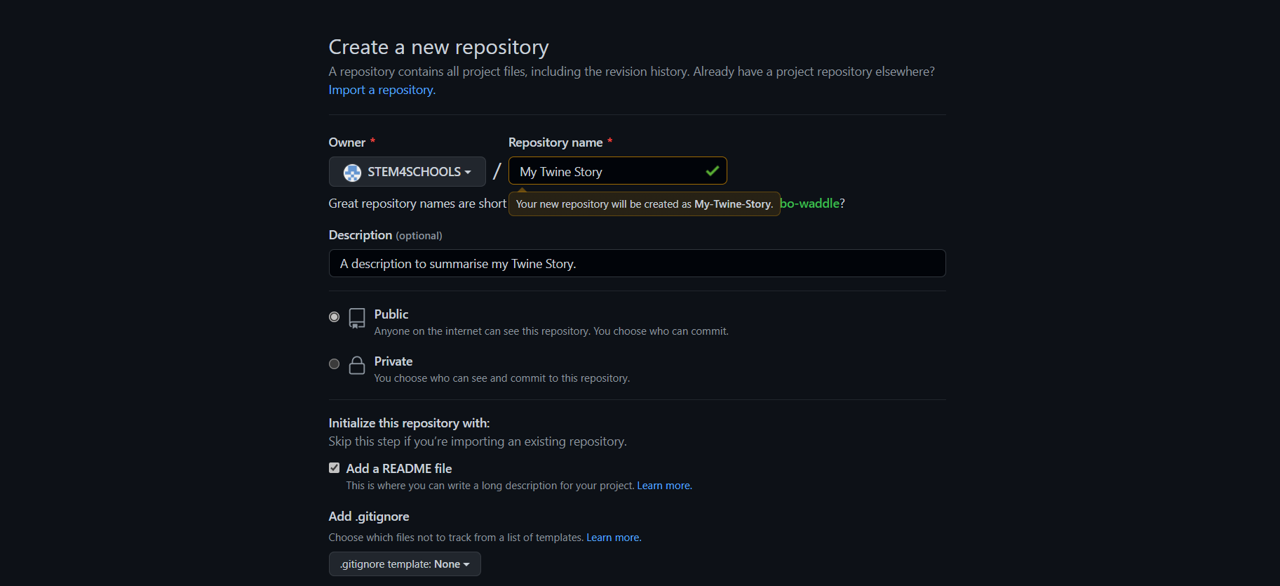 Create a new repository
A repository contains all project files, including the revision history. Already have a project repository elsewhere?
Import a repository.
Owner * Repository name *
STEM4SCHOOLS / My Twine Story
Great repository names are short Your new repository will be created as My-Twine-Story. bo-waddle?
Description (optional)
A description to summarise my Twine Story.
Public
Anyone on the internet can see this repository. You choose who can commit.
Private
You choose who can see and commit to this repository.
Initialize this repository with:
Skip this step if you're importing an existing repository.
Add a README file
This is where you can write a long description for your project. Learn more.
Add .gitignore
Choose which files not to track from a list of templates. Learn more.
.gitignore template: None